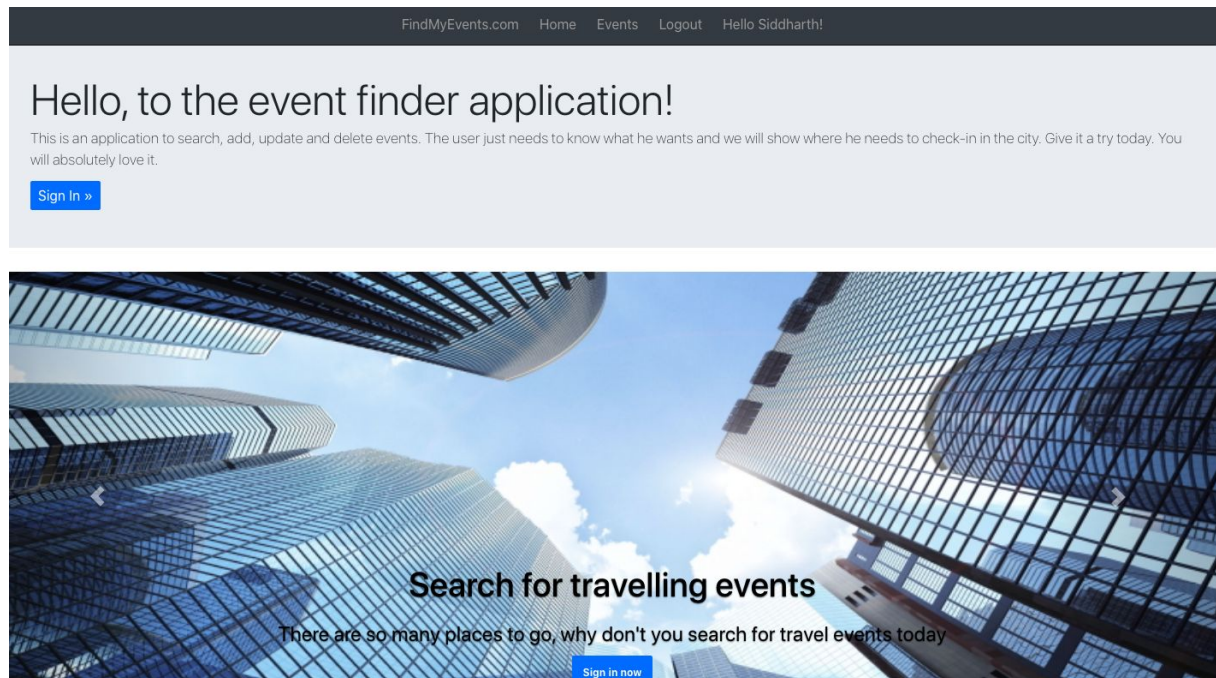 FindMyEvents.com Home Events Logout Hello Siddharth!
Hello, to the event finder application!
This is an application to search, add, update and delete events. The user just needs to know what he wants and we will show where he needs to check-in in the city. Give it a try today. You
will absolutely love it.
Sign In »
Search for travelling events
There are so many places to go, why don't you search for travel events today
Sign in now